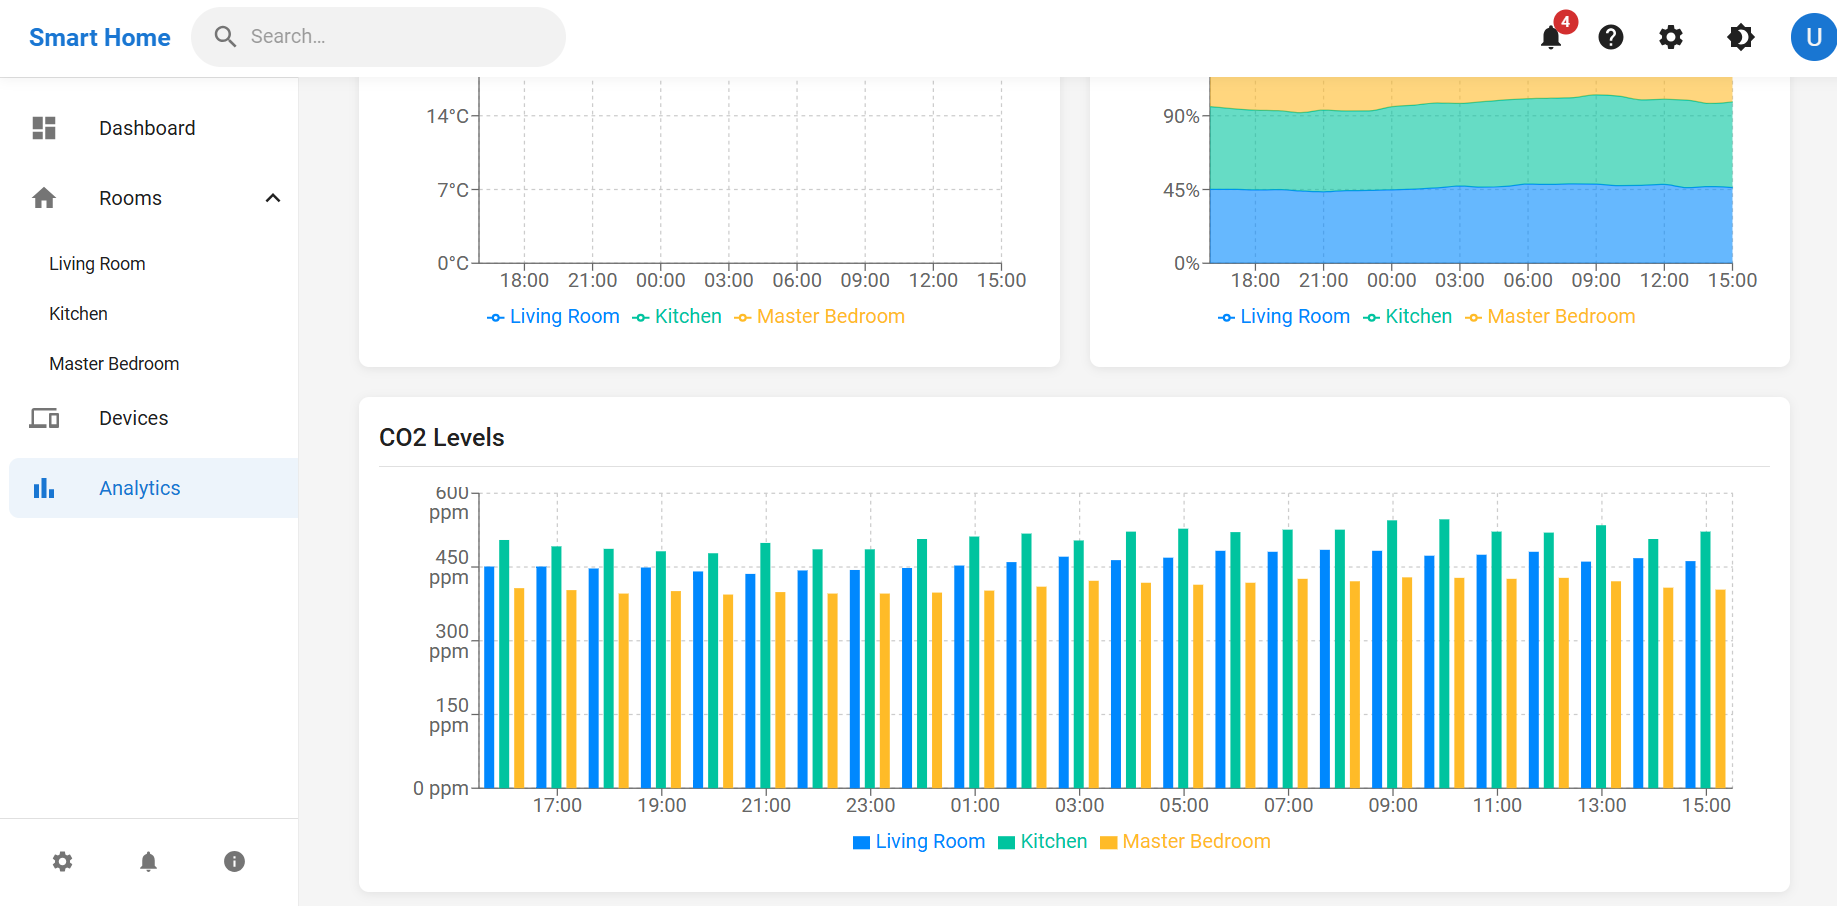 Smart Home
Search...
4
U
Dashboard
Rooms
Living Room
Kitchen
Master Bedroom
Devices
Analytics
14°C
7°C
0°C
18:00 21:00 00:00 03:00 06:00 09:00 12:00 15:00
Living Room Kitchen Master Bedroom
90%
45%
0%
18:00 21:00 00:00 03:00 06:00 09:00 12:00 15:00
Living Room Kitchen Master Bedroom
CO2 Levels
600
ppm
450
ppm
300
ppm
150
ppm
0 ppm
17:00 19:00 21:00 23:00 01:00 03:00 05:00 07:00 09:00 11:00 13:00 15:00
Living Room Kitchen Master Bedroom